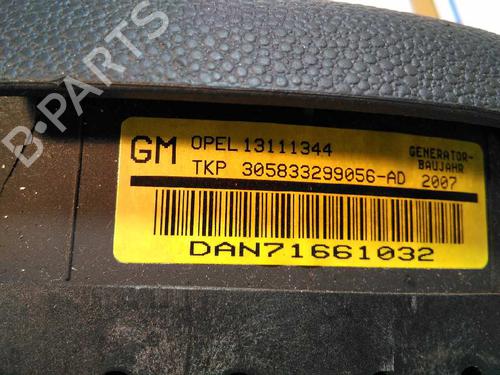 B-PARTS
GM OPEL 13111344 GENERATOR-
BAUJAHR
TKP 305833299056-AD 2007
DAN71661032